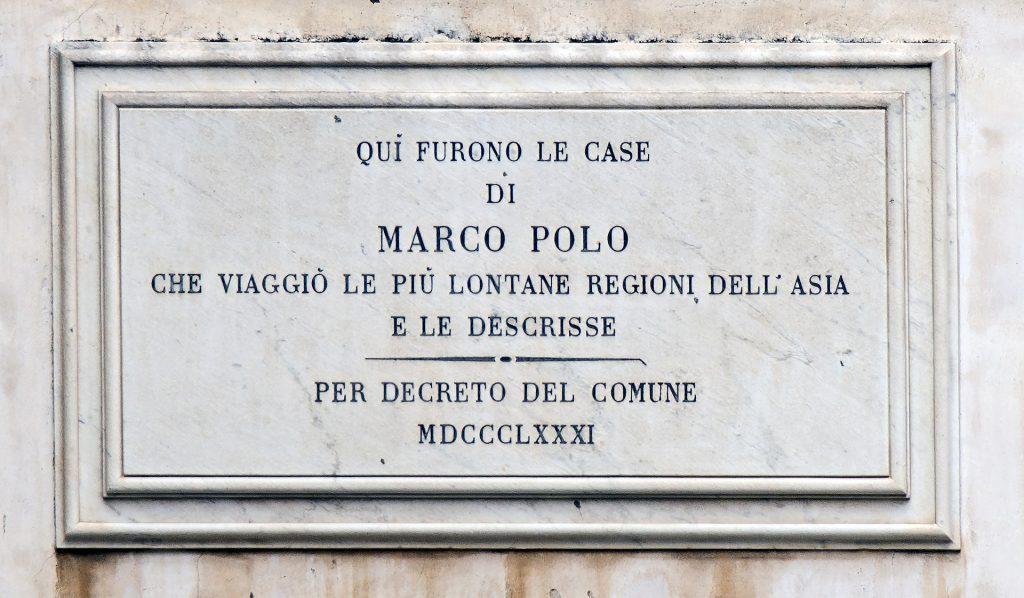 QUÌ FURONO LE CASE
DI
MARCO POLO
CHE VIAGGIÒ LE PIÙ LONTANE REGIONI DELL'ASIA
E LE DESCRISSE
PER DECRETO DEL COMUNE
MDCCCLXXXI